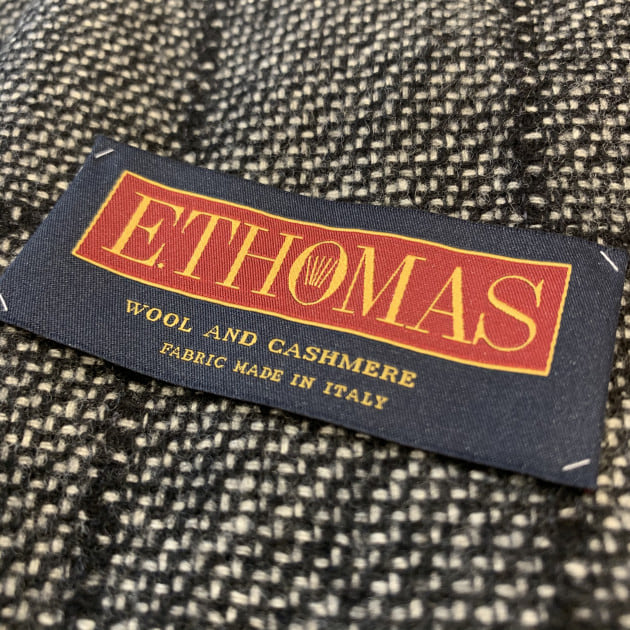 E.THOMAS
WOOL AND CASHMERE
FABRIC MADE IN ITALY